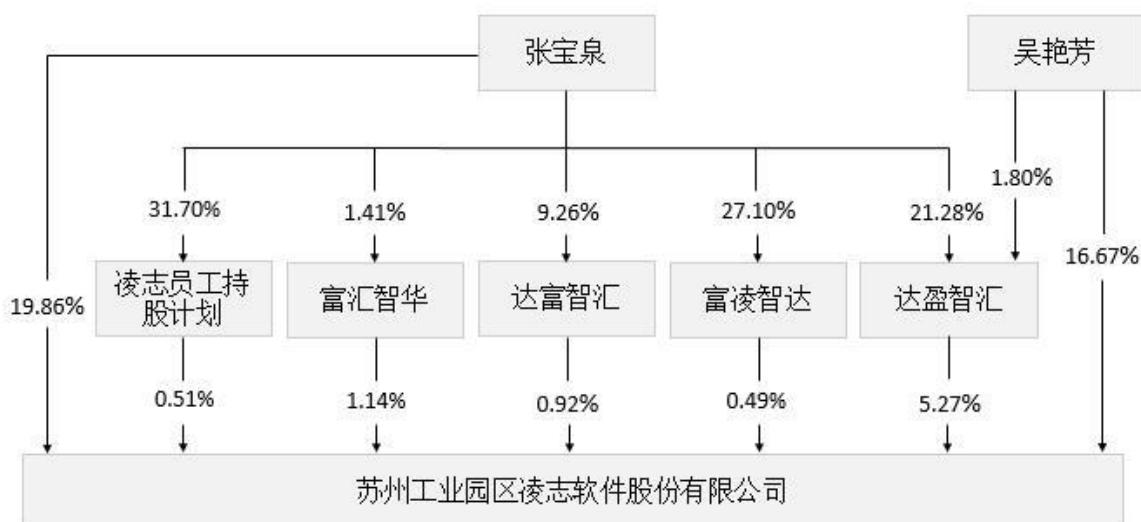 张宝泉
吴艳芳
1.80%
31.70%
1.41%
9.26%
27.10%
21.28%
16.67%
19.86%
凌志员工持
股计划
富汇智华
达富智汇
富凌智达
达盈智汇
0.51%
1.14%
0.92%
0.49%
5.27%
苏州工业园区凌志软件股份有限公司